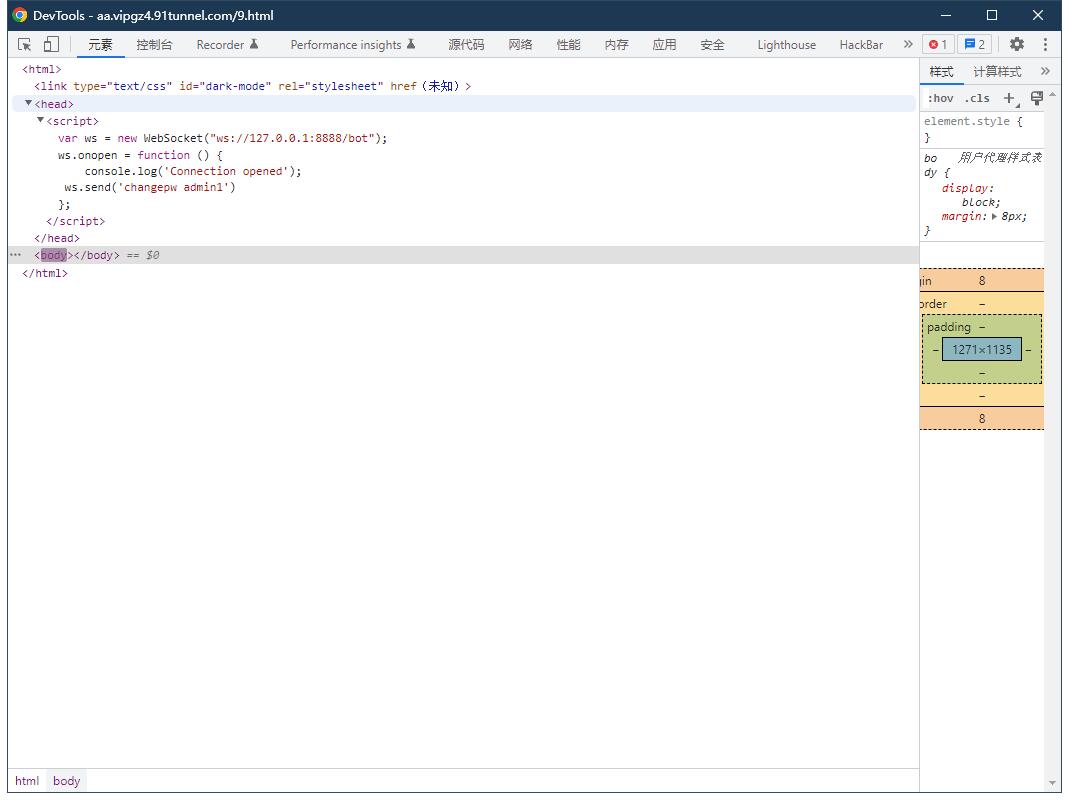 DevTools - aa.vipgz4.91tunnel.com/9.html
元素 控制台 Recorder Performance insights 源代码 网络 性能 内存 应用 安全 Lighthouse HackBar » 1 2
<html>
<link type="text/css" id="dark-mode" rel="stylesheet" href(未知)>
<head>
<script>
var ws = new WebSocket("ws://127.0.0.1:8888/bot");
ws.onopen = function () {
console.log('Connection opened');
ws.send('changepw admin1')
};
</script>
</head>
<body></body> == $0
</html>
样式 计算样式 »
:hov .cls +
element.style {
}
bo 用户代理样式表
dy {
display:
block;
margin: 8px;
}
gin 8
order –
padding –
– 1271×1135 –
–
–
8
html body